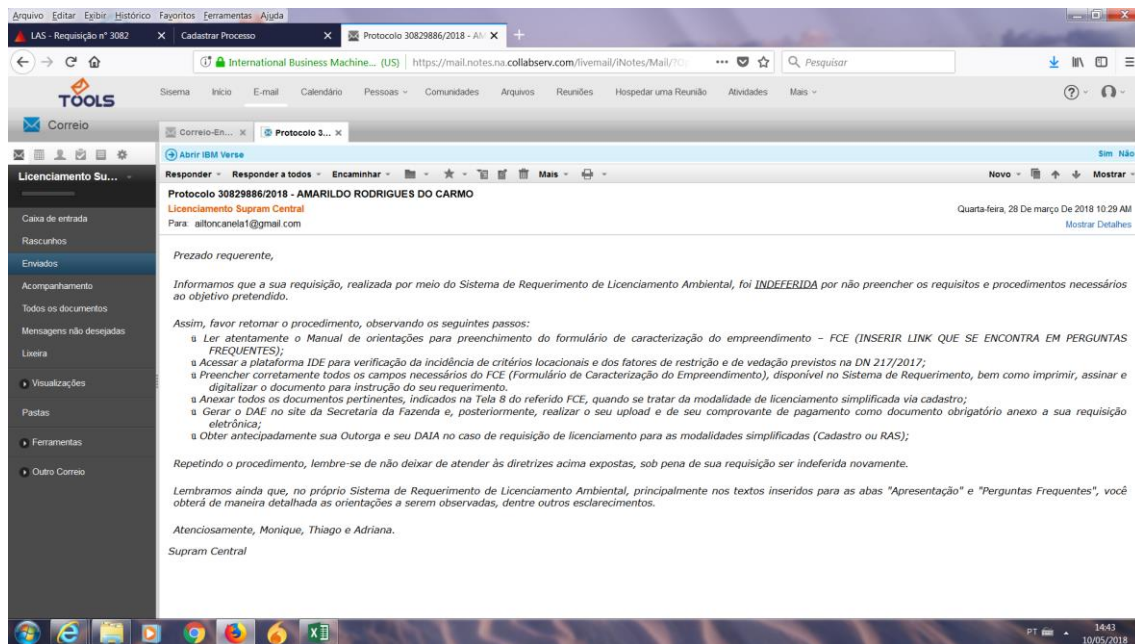 Arquivo Editar Exibir Histórico Favoritos Ferramentas Ajuda
LAS - Requisição n° 3082
Cadastrar Processo
Protocolo 30829886/2018 - AM
International Business Machine... (US)
https://mail.notes.na.collabserv.com/livemail/iNotes/Mail/?O
Pesquisar
TOOLS
Sisema Início E-mail Calendário Pessoas Comunidades Arquivos Reuniões Hospedar uma Reunião Atividades Mais
Correio
Correio-En...
Protocolo 3...
Abrir IBM Verse
Sim Não
Licenciamento Su...
Responder Responder a todos Encaminhar Mais
Novo Mostrar
Protocolo 30829886/2018 - AMARILDO RODRIGUES DO CARMO
Licenciamento Supram Central
Quarta-feira, 28 De março De 2018 10:29 AM
Para: ailtoncanela1@gmail.com
Mostrar Detalhes
Caixa de entrada
Rascunhos
Enviados
Acompanhamento
Todos os documentos
Mensagens não desejadas
Lixeira
Visualizações
Pastas
Ferramentas
Outro Correio
Prezado requerente,
Informamos que a sua requisição, realizada por meio do Sistema de Requerimento de Licenciamento Ambiental, foi INDEFERIDA por não preencher os requisitos e procedimentos necessários
ao objetivo pretendido.
Assim, favor retomar o procedimento, observando os seguintes passos:
Ler atentamente o Manual de orientações para preenchimento do formulário de caracterização do empreendimento – FCE (INSERIR LINK QUE SE ENCONTRA EM PERGUNTAS
FREQUENTES);
Acessar a plataforma IDE para verificação da incidência de critérios locacionais e dos fatores de restrição e de vedação previstos na DN 217/2017;
Preencher corretamente todos os campos necessários do FCE (Formulário de Caracterização do Empreendimento), disponível no Sistema de Requerimento, bem como imprimir, assinar e
digitalizar o documento para instrução do seu requerimento.
Anexar todos os documentos pertinentes, indicados na Tela 8 do referido FCE, quando se tratar da modalidade de licenciamento simplificada via cadastro;
Gerar o DAE no site da Secretaria da Fazenda e, posteriormente, realizar o seu upload e de seu comprovante de pagamento como documento obrigatório anexo a sua requisição
eletrônica;
Obter antecipadamente sua Outorga e seu DAIA no caso de requisição de licenciamento para as modalidades simplificadas (Cadastro ou RAS);
Repetindo o procedimento, lembre-se de não deixar de atender às diretrizes acima expostas, sob pena de sua requisição ser indeferida novamente.
Lembramos ainda que, no próprio Sistema de Requerimento de Licenciamento Ambiental, principalmente nos textos inseridos para as abas "Apresentação" e "Perguntas Frequentes", você
obterá de maneira detalhada as orientações a serem observadas, dentre outros esclarecimentos.
Atenciosamente, Monique, Thiago e Adriana.
Supram Central
PT
14:43
10/05/2018